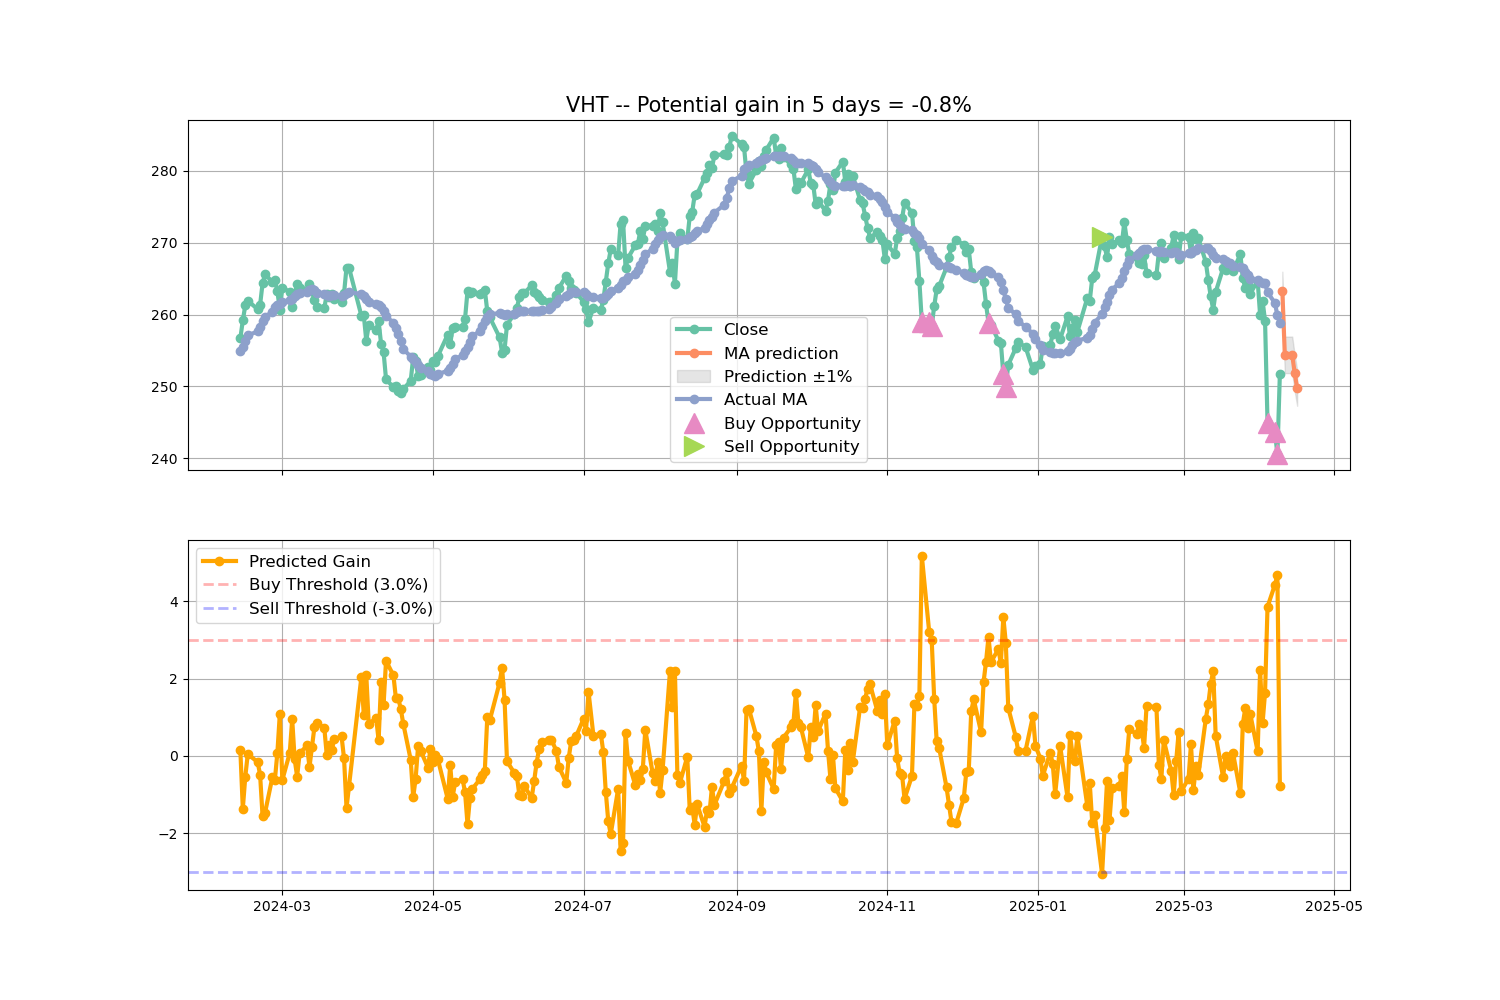 VHT -- Potential gain in 5 days = -0.8%
280
270
260
250
240
Close
MA prediction
Prediction ±1%
Actual MA
Buy Opportunity
Sell Opportunity
Predicted Gain
Buy Threshold (3.0%)
Sell Threshold (-3.0%)
4
2
0
−2
2024-03
2024-05
2024-07
2024-09
2024-11
2025-01
2025-03
2025-05